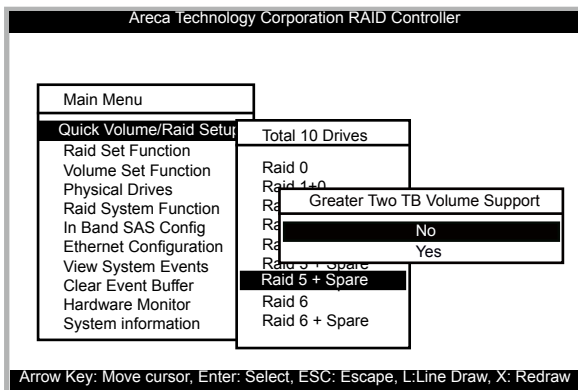 Areca Technology Corporation RAID Controller
Main Menu
Quick Volume/Raid Setup
Raid Set Function
Volume Set Function
Physical Drives
Raid System Function
In Band SAS Config
Ethernet Configuration
View System Events
Clear Event Buffer
Hardware Monitor
System information
Total 10 Drives
Raid 0
Raid 1+0
Raid 5 + Spare
Raid 6
Raid 6 + Spare
Greater Two TB Volume Support
No
Yes
Arrow Key: Move cursor, Enter: Select, ESC: Escape, L:Line Draw, X: Redraw